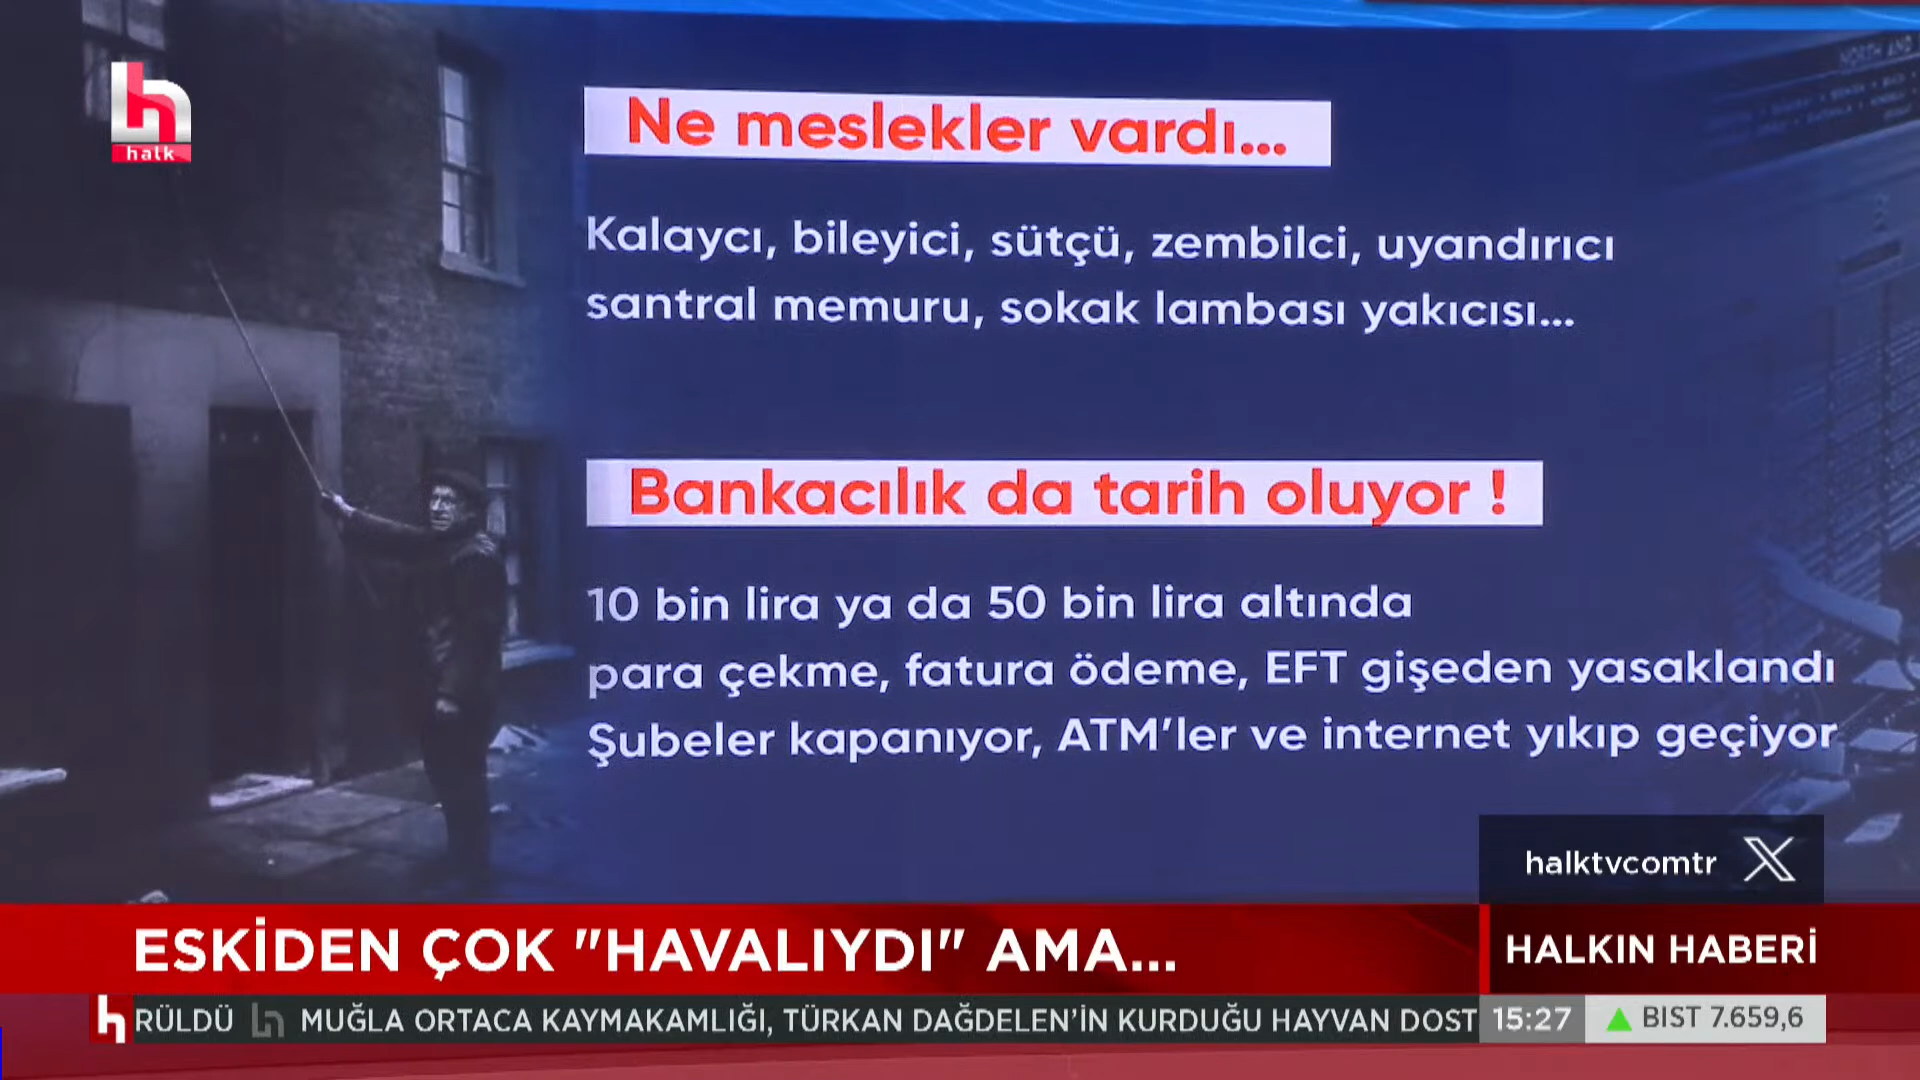 halk
Ne meslekler vardı...
Kalaycı, bileyici, sütçü, zembilci, uyandırıcı
santral memuru, sokak lambası yakıcısı...
Bankacılık da tarih oluyor !
10 bin lira ya da 50 bin lira altında
para çekme, fatura ödeme, EFT gişeden yasaklandı
Şubeler kapanıyor, ATM'ler ve internet yıkıp geçiyor
halktvcomtr X
ESKİDEN ÇOK "HAVALIYDI" AMA...
HALKIN HABERİ
RÜLDÜ MUĞLA ORTACA KAYMAKAMLIĞI, TÜRKAN DAĞDELEN'İN KURDUĞU HAYVAN DOST
15:27
BIST 7.659,6